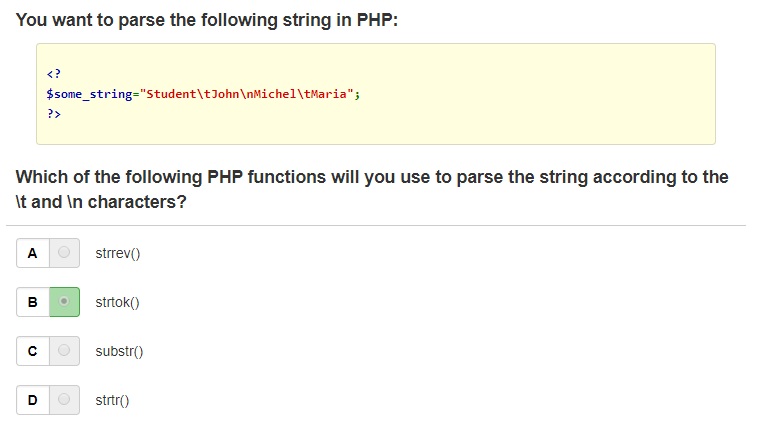 You want to parse the following string in PHP:
<?
$some_string="Student\tJohn\nMichel\tMaria";
?>
Which of the following PHP functions will you use to parse the string according to the
\t and \n characters?
A strrev()
B strtok()
C substr()
D strtr()